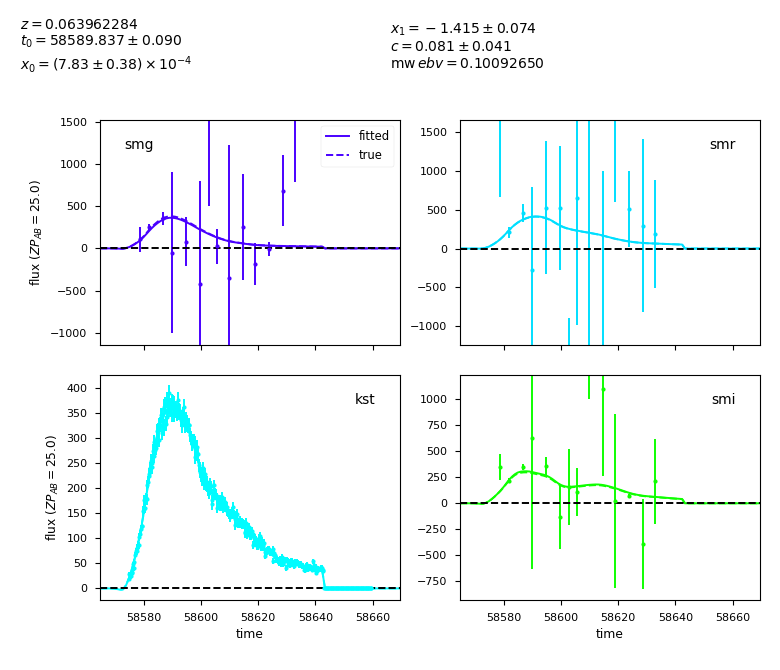 z = 0.063962284
t₀ = 58589.837 ± 0.090
x₀ = (7.83 ± 0.38) × 10⁻⁴
x₁ = −1.415 ± 0.074
c = 0.081 ± 0.041
mw ebv = 0.10092650
smg
fitted
true
flux (ZP_AB = 25.0)
1500
1000
500
0
−500
−1000
smr
1500
1000
500
0
−500
−1000
kst
flux (ZP_AB = 25.0)
400
350
300
250
200
150
100
50
0
58580 58600 58620 58640 58660
time
smi
1000
750
500
250
0
−250
−500
−750
58580 58600 58620 58640 58660
time